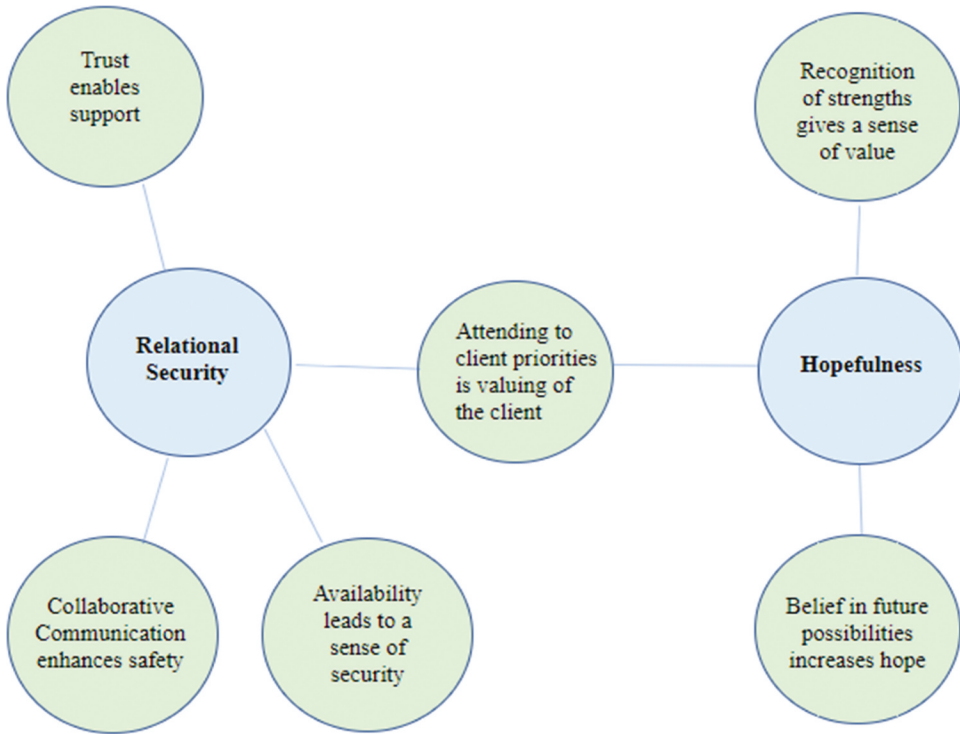 Trust
enables
support
Recognition
of strengths
gives a sense
of value
Relational
Security
Attending to
client priorities
is valuing of
the client
Hopefulness
Collaborative
Communication
enhances safety
Availability
leads to a
sense of
security
Belief in future
possibilities
increases hope